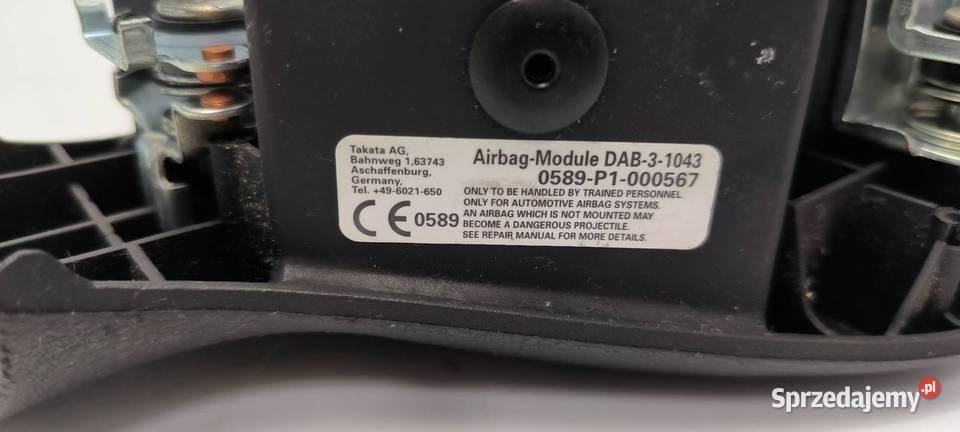 Takata AG,
Bahnweg 1,63743
Aschaffenburg,
Germany,
Tel. +49-6021-650
CE 0589
Airbag-Module DAB-3-1043
0589-P1-000567
ONLY TO BE HANDLED BY TRAINED PERSONNEL.
ONLY FOR AUTOMOTIVE AIRBAG SYSTEMS.
AN AIRBAG WHICH IS NOT MOUNTED MAY
BECOME A DANGEROUS PROJECTILE.
SEE REPAIR MANUAL FOR MORE DETAILS.
Sprzedajemy.pl